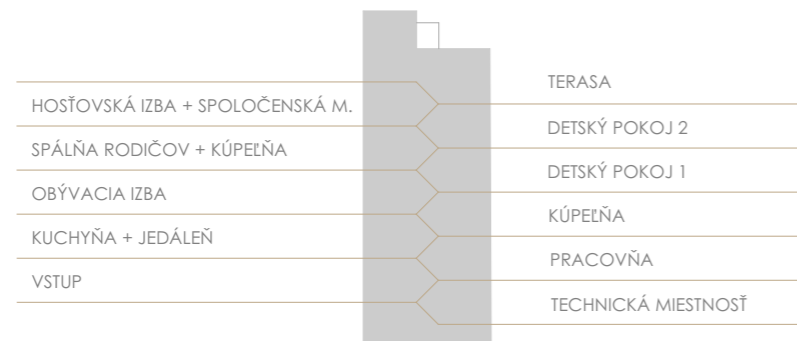 HOSŤOVSKÁ IZBA + SPOLOČENSKÁ M.
SPÁLŇA RODIČOV + KÚPEĽŇA
OBÝVACIA IZBA
KUCHYŇA + JEDÁLEŇ
VSTUP
TERASA
DETSKÝ POKOJ 2
DETSKÝ POKOJ 1
KÚPEĽŇA
PRACOVŇA
TECHNICKÁ MIESTNOSŤ